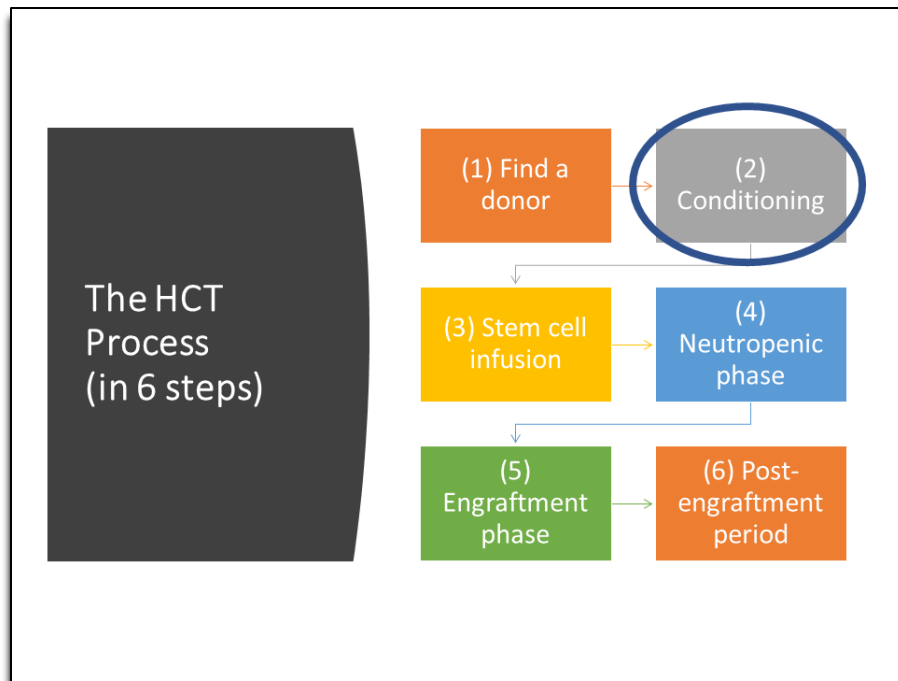 The HCT
Process
(in 6 steps)
(1) Find a
donor
(2)
Conditioning
(3) Stem cell
infusion
(4)
Neutropenic
phase
(5)
Engraftment
phase
(6) Post-
engraftment
period